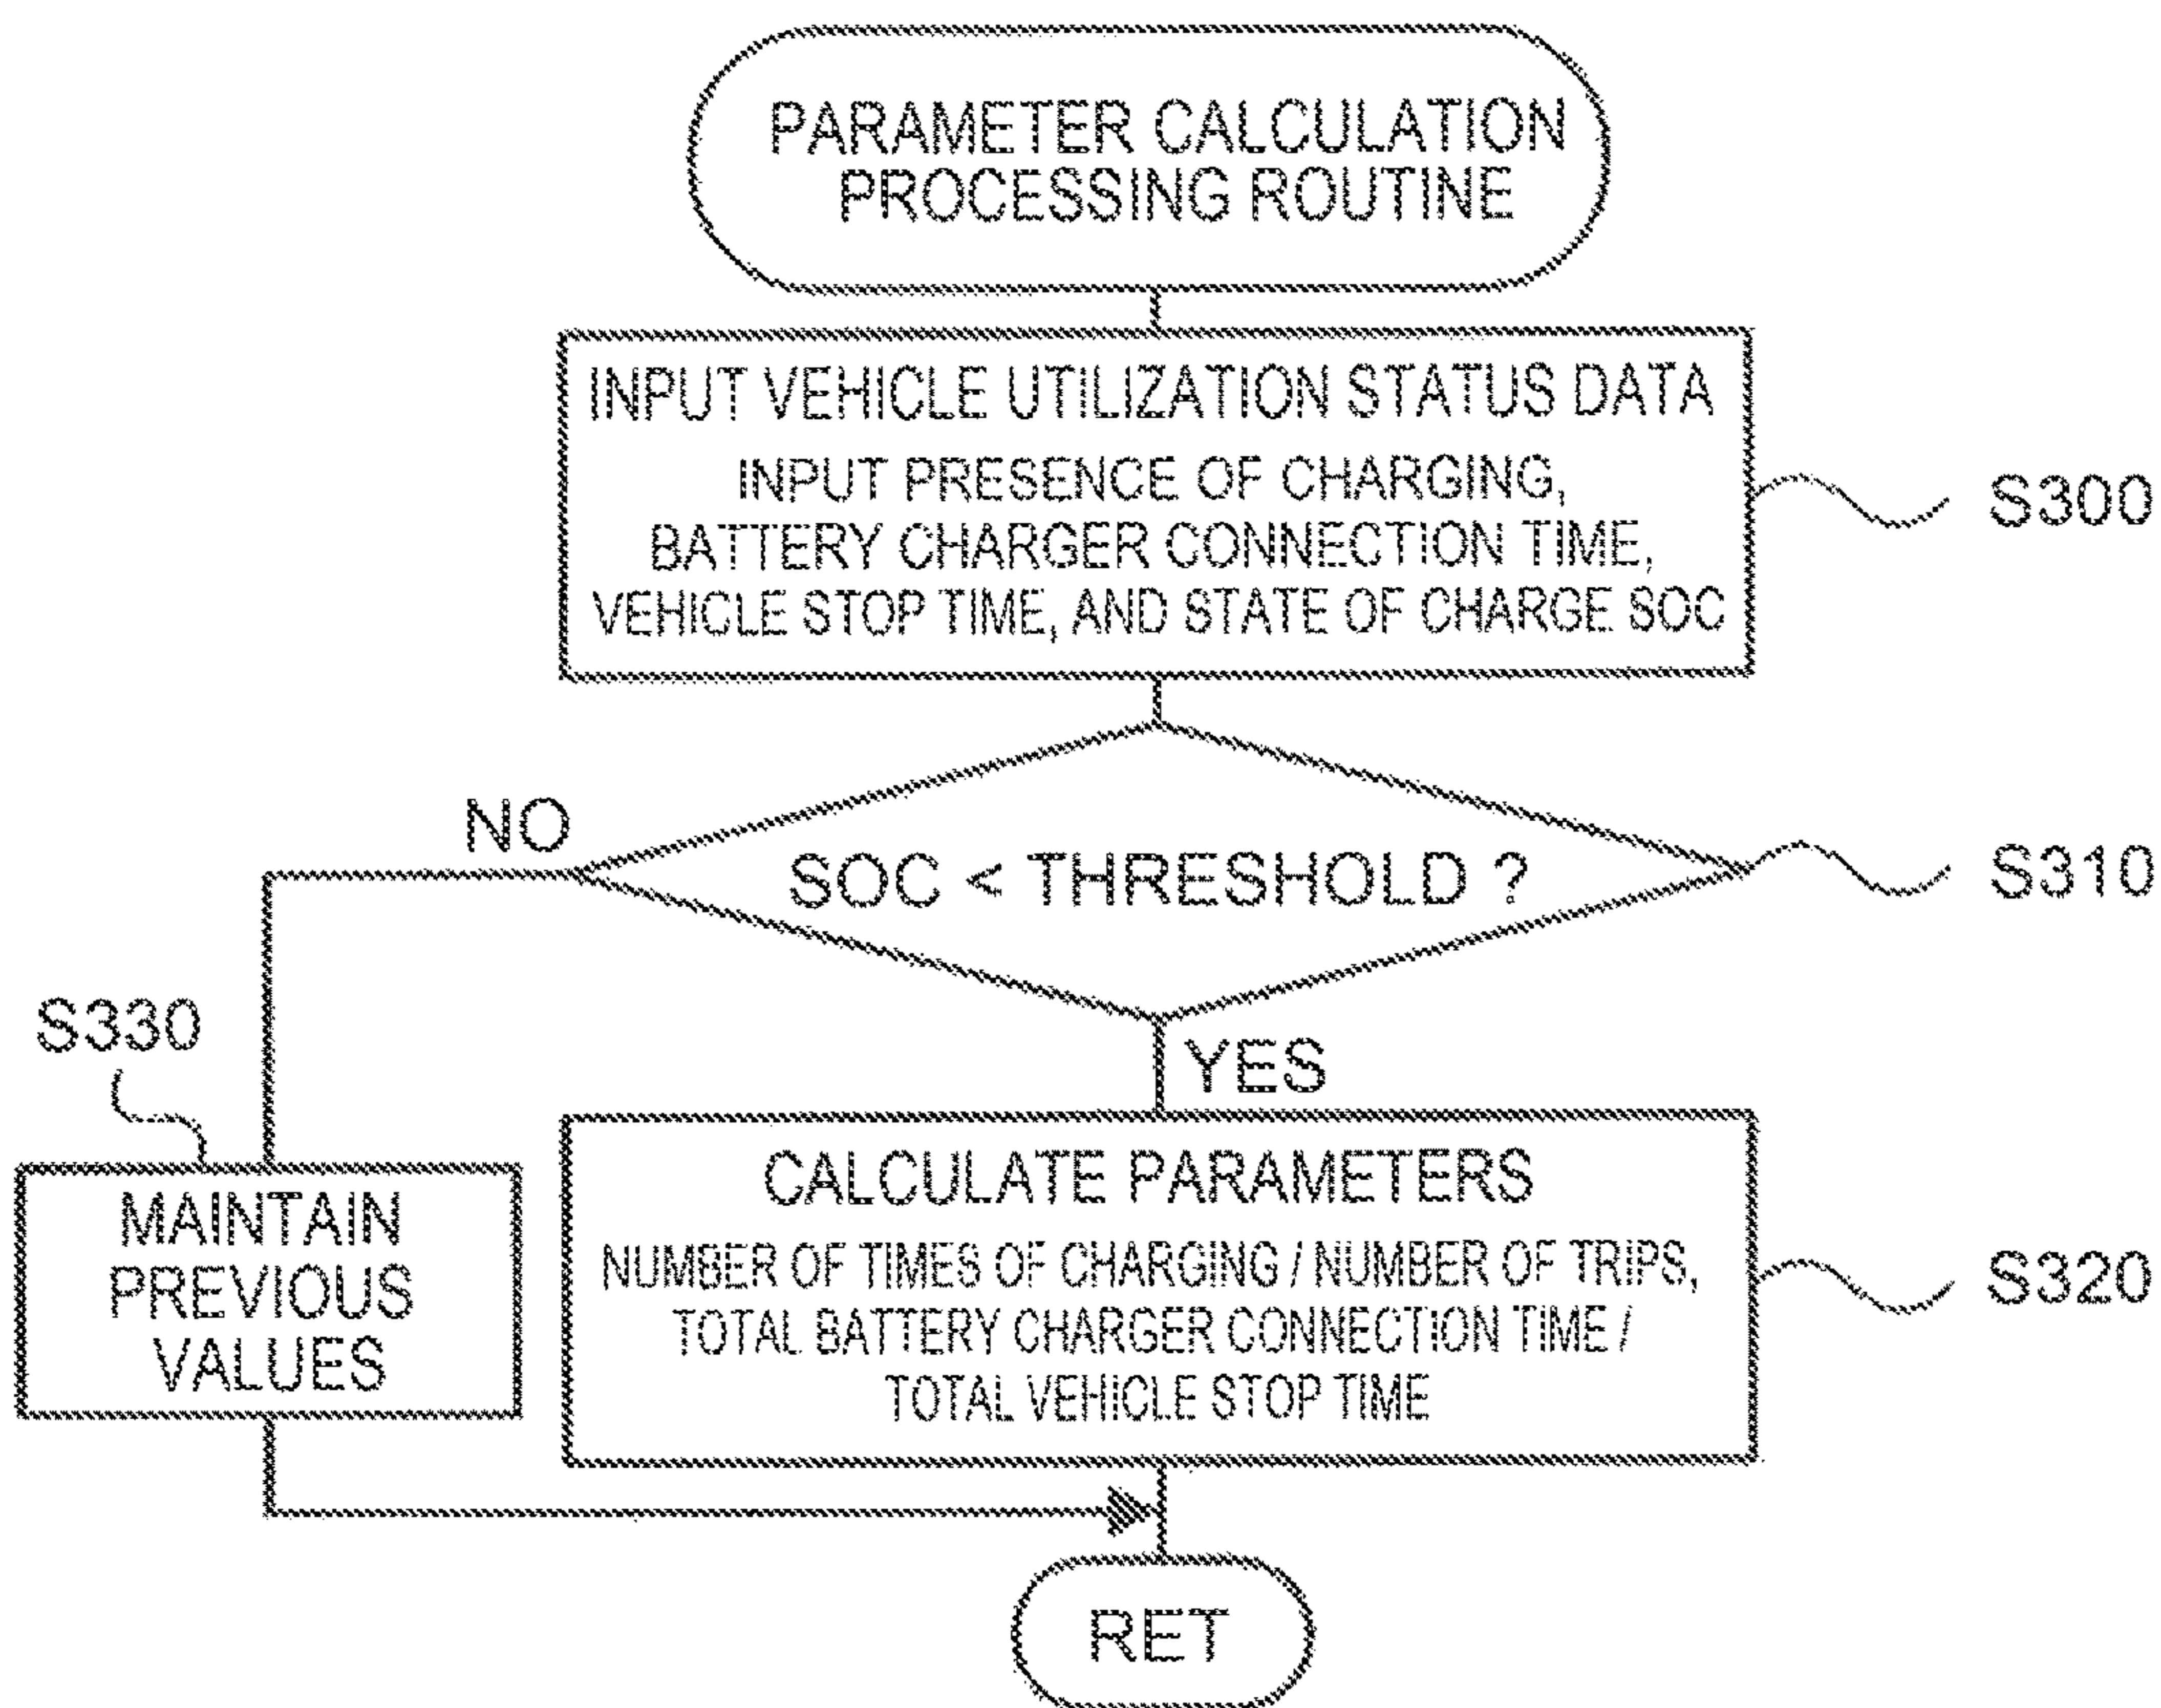 PARAMETER CALCULATION
PROCESSING ROUTINE
INPUT VEHICLE UTILIZATION STATUS DATA
INPUT PRESENCE OF CHARGING,
BATTERY CHARGER CONNECTION TIME,
VEHICLE STOP TIME, AND STATE OF CHARGE SOC
S300
NO
SOC < THRESHOLD ?
S310
YES
S330
MAINTAIN
PREVIOUS
VALUES
CALCULATE PARAMETERS
NUMBER OF TIMES OF CHARGING / NUMBER OF TRIPS,
TOTAL BATTERY CHARGER CONNECTION TIME /
TOTAL VEHICLE STOP TIME
S320
RET